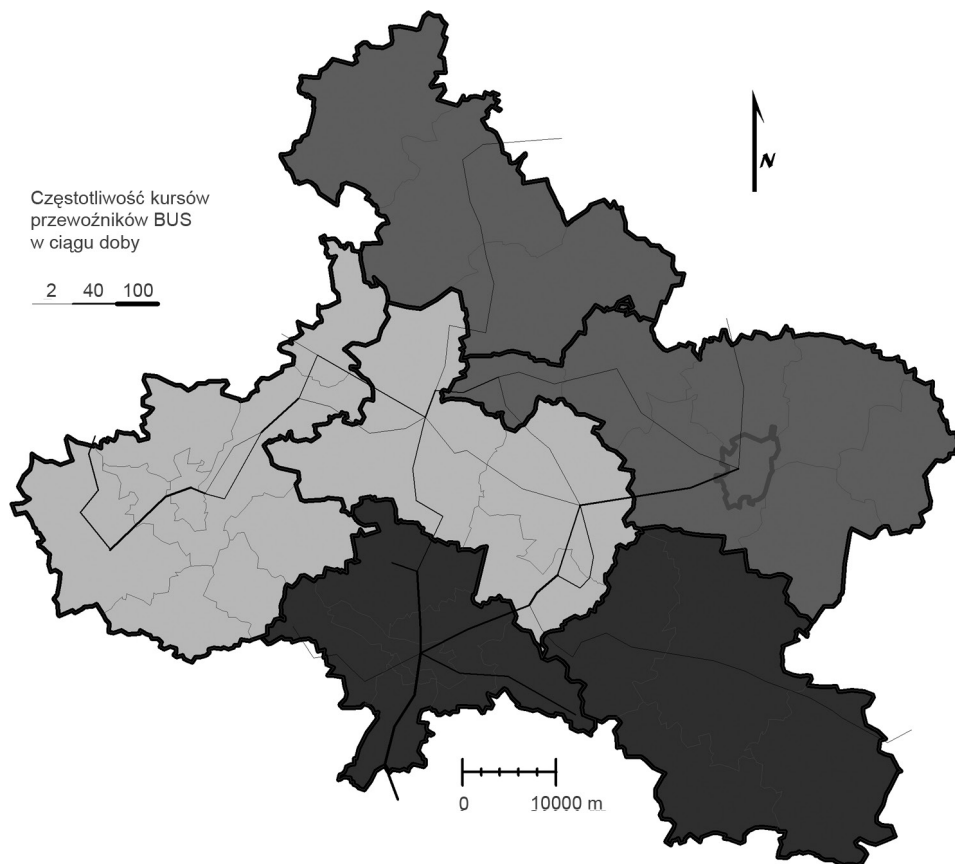 N
Częstotliwość kursów
przewoźników BUS
w ciągu doby
2 40 100
0 10000 m